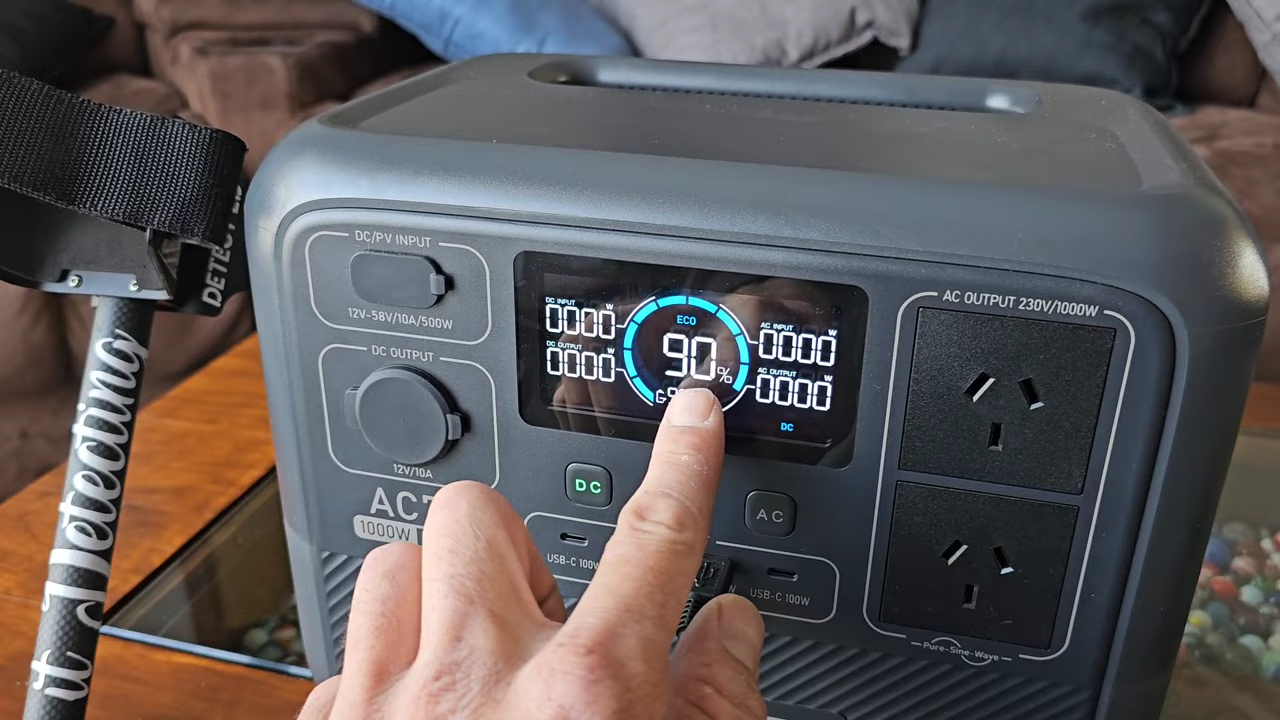 DETECTER
it Detecting
DC/PV INPUT
12V-58V/10A/500W
DC OUTPUT
12V/10A
DC INPUT
0000 W
DC OUTPUT
0000 W
ECO
90%
AC INPUT
0000 W
AC OUTPUT
0000 W
DC
DC
AC
1000W
USB-C 100W
USB-C 100W
AC OUTPUT 230V/1000W
Pure-Sine-Wave